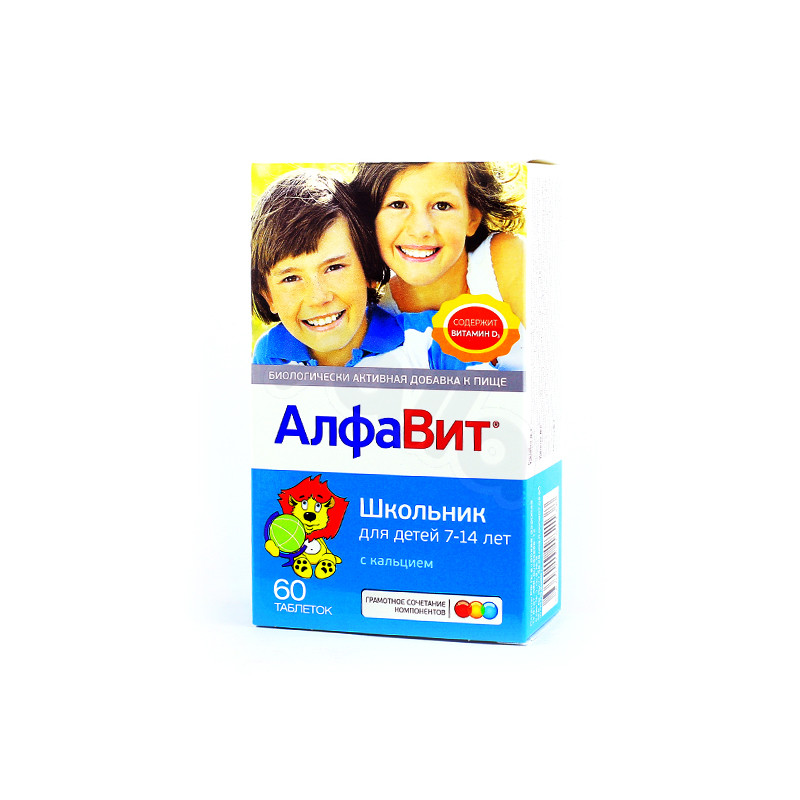 СОДЕРЖИТ
ВИТАМИН D₃
БИОЛОГИЧЕСКИ АКТИВНАЯ ДОБАВКА К ПИЩЕ
АлфаВит®
Школьник
для детей 7-14 лет
с кальцием
60
ТАБЛЕТОК
ГРАМОТНОЕ СОЧЕТАНИЕ
КОМПОНЕНТОВ